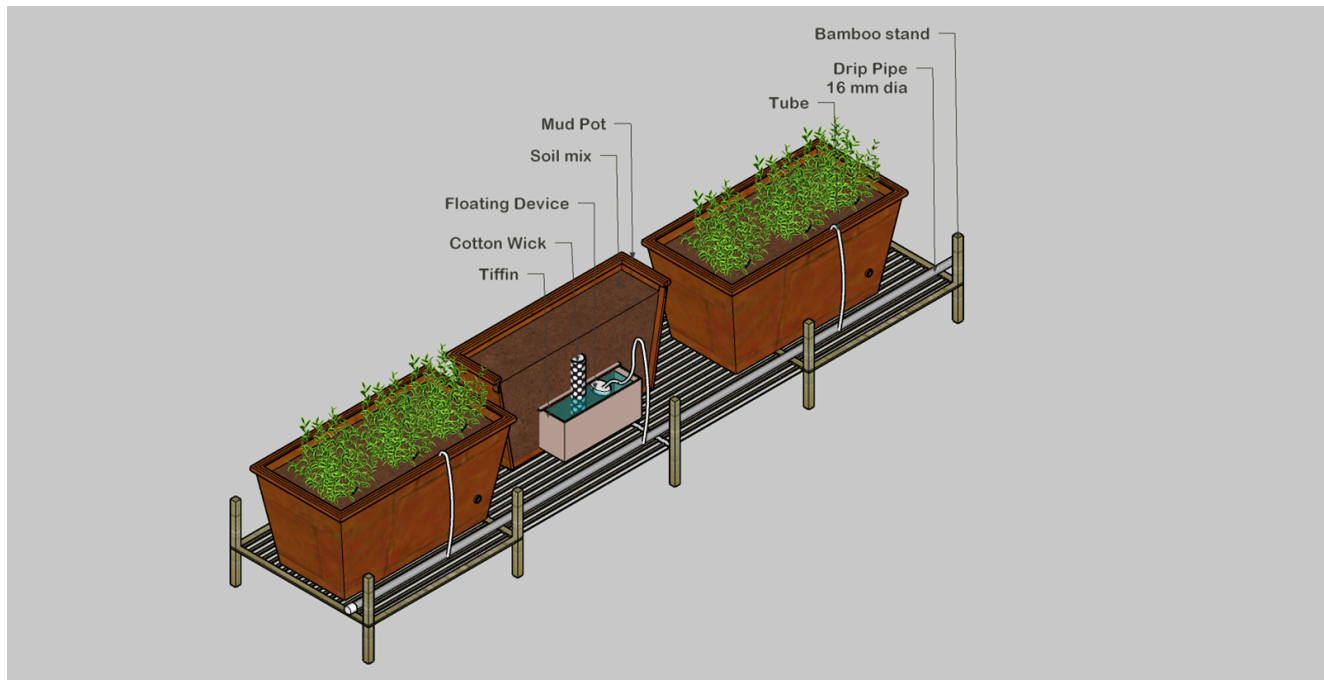 Bamboo stand
Drip Pipe
16 mm dia
Tube
Mud Pot
Soil mix
Floating Device
Cotton Wick
Tiffin